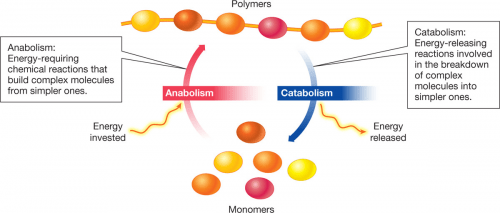 Polymers
Anabolism:
Energy-requiring
chemical reactions that
build complex molecules
from simpler ones.
Catabolism:
Energy-releasing
reactions involved
in the breakdown
of complex
molecules into
simpler ones.
Anabolism
Catabolism
Energy
invested
Energy
released
Monomers